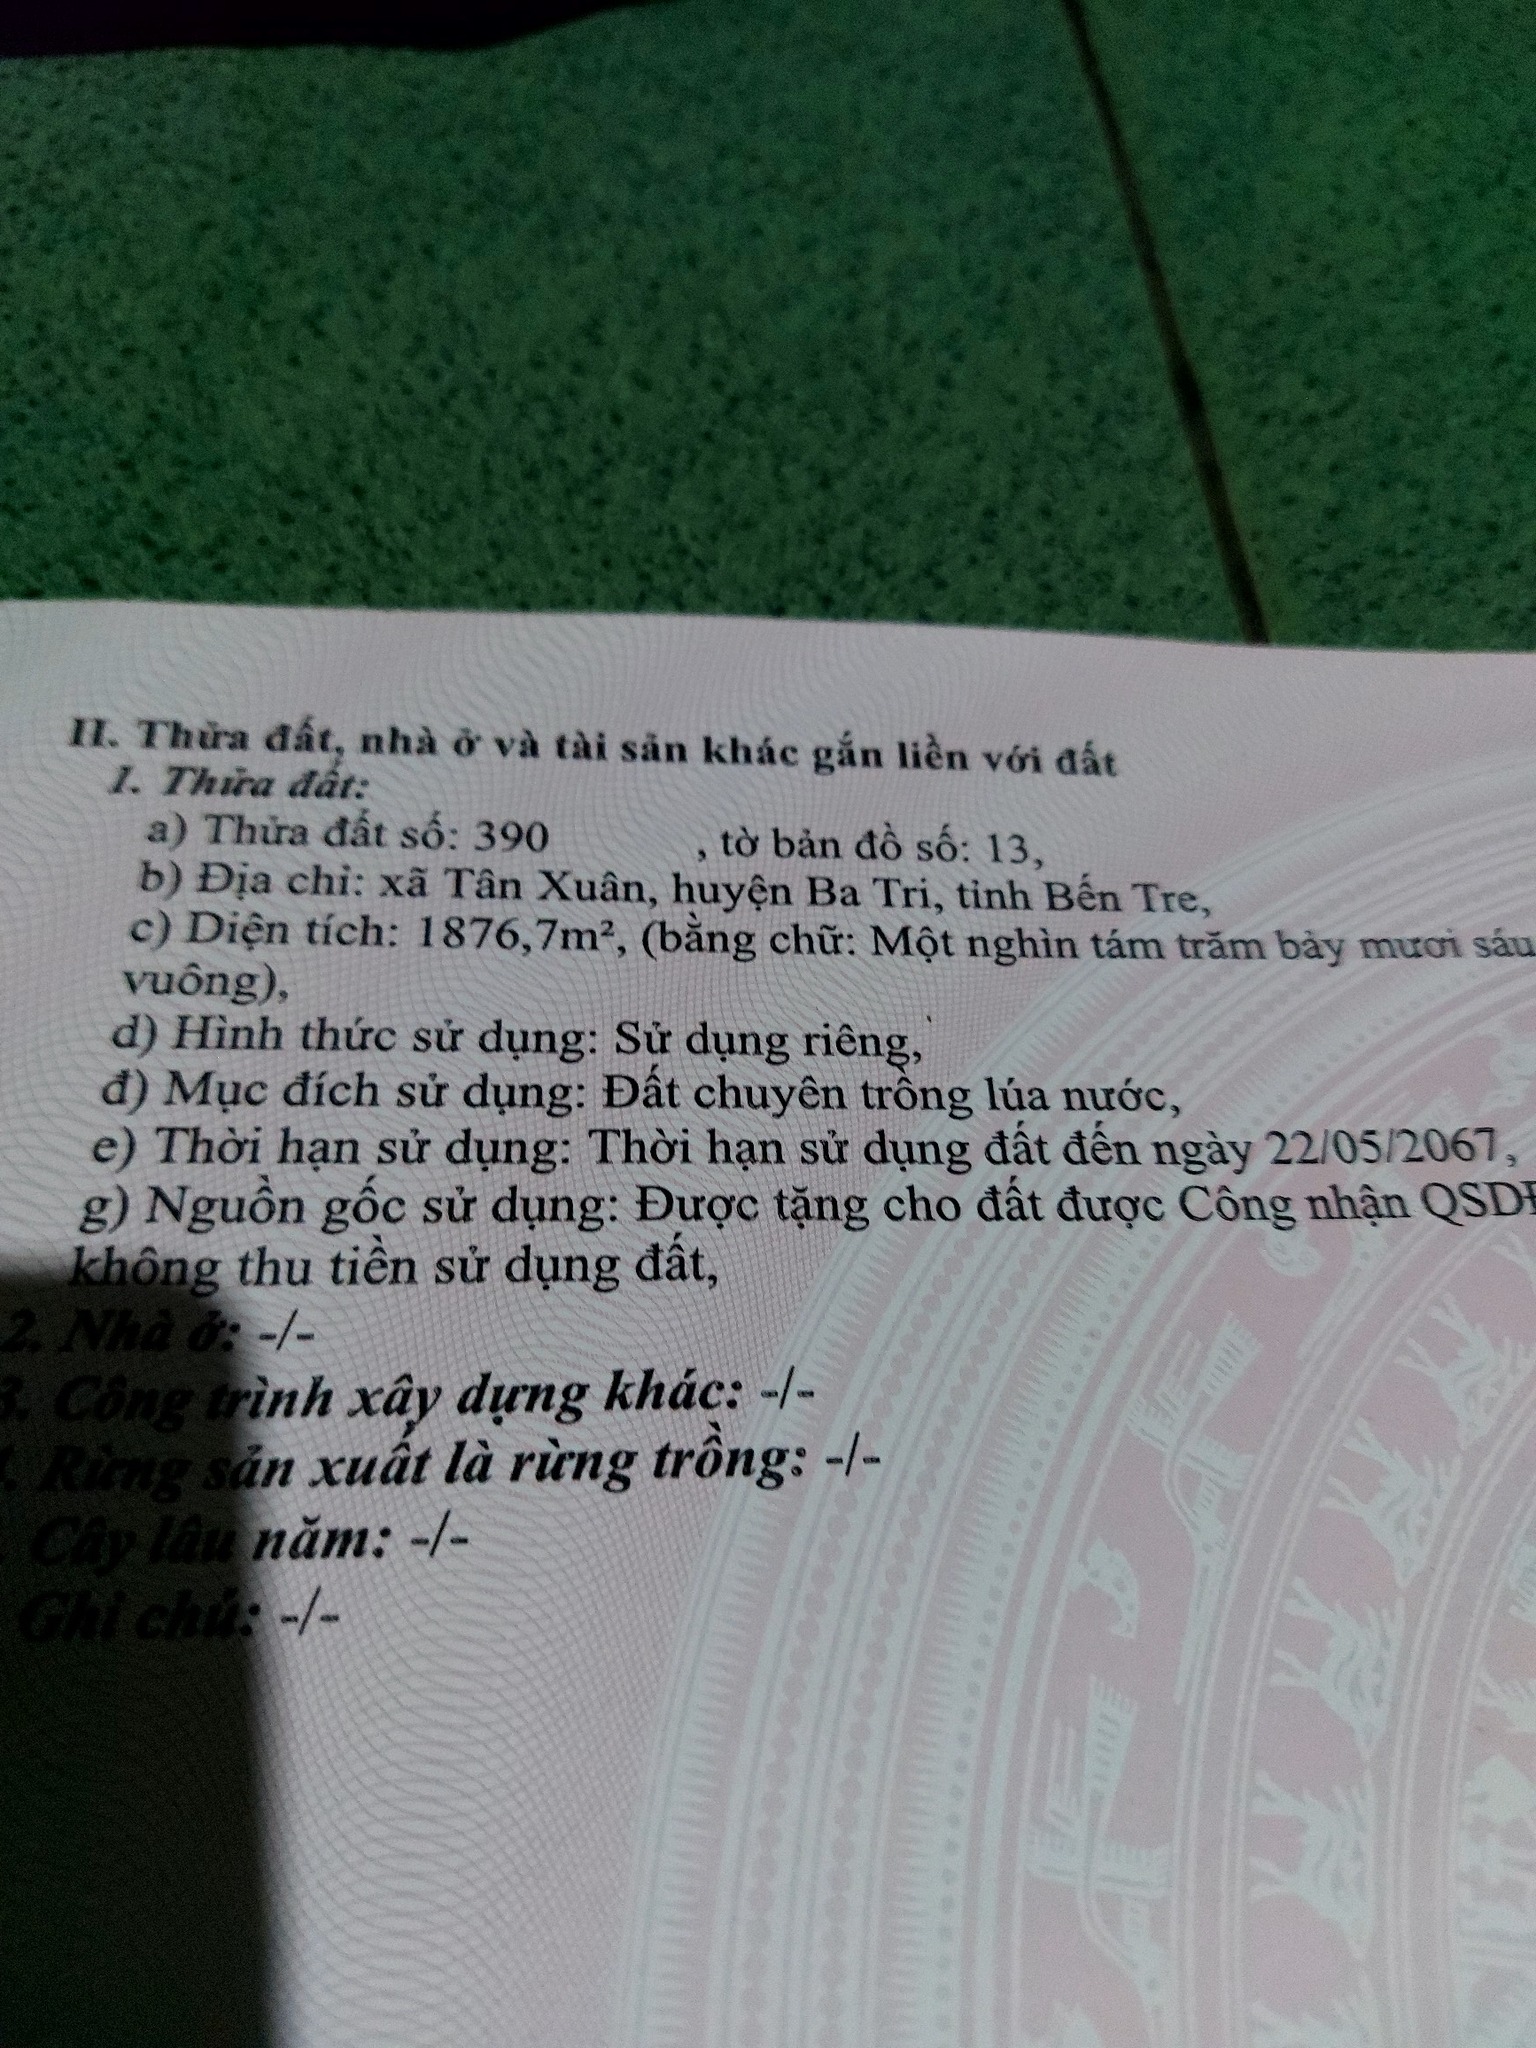 II. Thửa đất, nhà ở và tài sản khác gắn liền với đất
1. Thửa đất:
a) Thửa đất số: 390 , tờ bản đồ số: 13,
b) Địa chỉ: xã Tân Xuân, huyện Ba Tri, tỉnh Bến Tre,
c) Diện tích: 1876,7m², (bằng chữ: Một nghìn tám trăm bảy mươi sáu
vuông),
d) Hình thức sử dụng: Sử dụng riêng,
đ) Mục đích sử dụng: Đất chuyên trồng lúa nước,
e) Thời hạn sử dụng: Thời hạn sử dụng đất đến ngày 22/05/2067,
g) Nguồn gốc sử dụng: Được tặng cho đất được Công nhận
không thu tiền sử dụng đất,
2. Nhà ở: -/-
3. Công trình xây dựng khác: -/-
Rừng sản xuất là rừng trồng: -/-
Cây lâu năm: -/-
Ghi chú: -/-